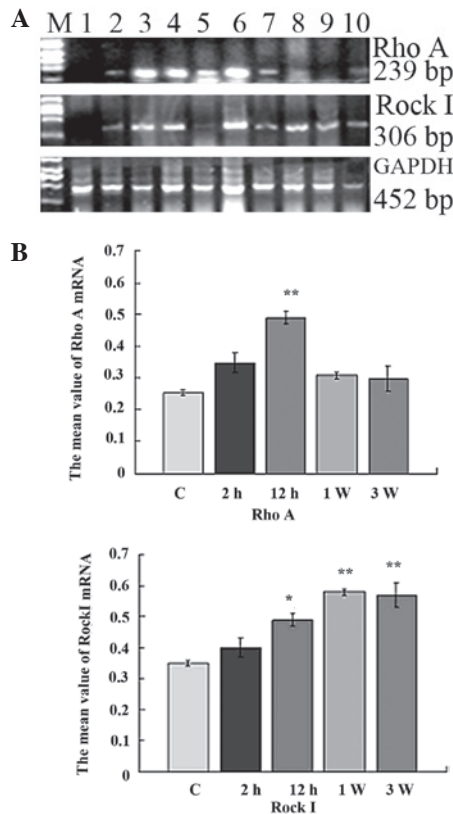 A
M 1 2 3 4 5 6 7 8 9 10
Rho A
239 bp
Rock I
306 bp
GAPDH
452 bp
B
The mean value of Rho A mRNA
0.7
0.6
0.5
0.4
0.3
0.2
0.1
0
**
C 2 h 12 h 1 W 3 W
Rho A
The mean value of RockI mRNA
0.7
0.6
0.5
0.4
0.3
0.2
0.1
0
* ** **
C 2 h 12 h 1 W 3 W
Rock I